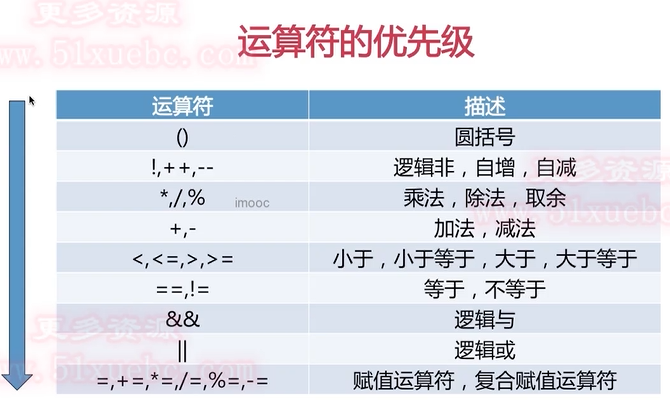 更多资源
www.51xuebc.com
运算符的优先级
运算符 描述
() 圆括号
!,++,-- 逻辑非，自增，自减
*,/,% 乘法，除法，取余
imooc
+,- 加法，减法
<,<=,>,>= 小于，小于等于，大于，大于等于
==,!= 等于，不等于
&& 逻辑与
|| 逻辑或
=,+=,*=,/=,%=,-= 赋值运算符，复合赋值运算符
更多资源
www.51xuebc.com
更多资源
www.51xuebc.com